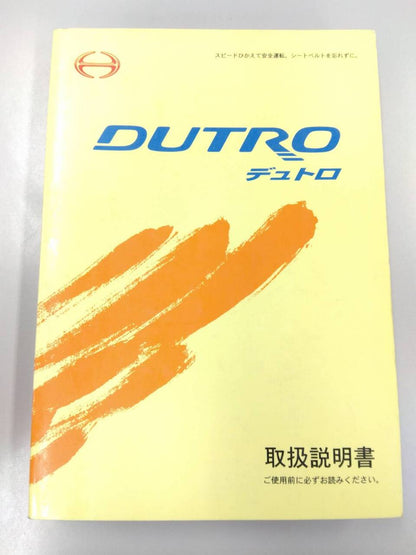 スピードひかえて安全運転、シートベルトを忘れずに。
DUTRO
デュトロ
取扱説明書
ご使用前に必ずお読みください。